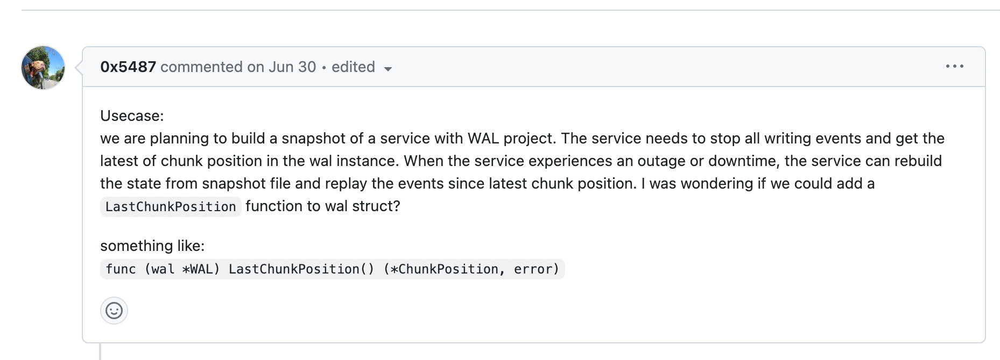 0x5487 commented on Jun 30 • edited
Usecase:
we are planning to build a snapshot of a service with WAL project. The service needs to stop all writing events and get the
latest of chunk position in the wal instance. When the service experiences an outage or downtime, the service can rebuild
the state from snapshot file and replay the events since latest chunk position. I was wondering if we could add a
LastChunkPosition function to wal struct?
something like:
func (wal *WAL) LastChunkPosition() (*ChunkPosition, error)